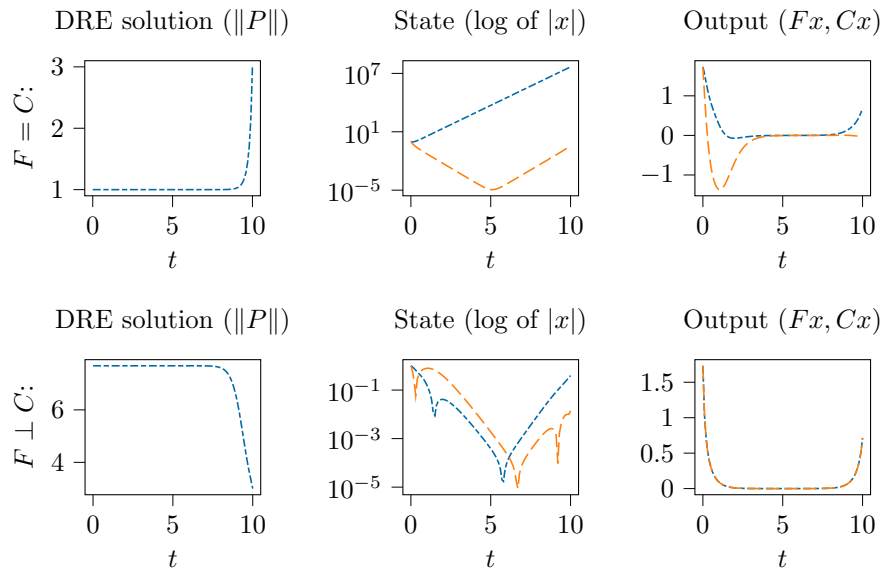 DRE solution (‖P‖) State (log of |x|) Output (Fx, Cx)
F = C:
3
2
1
0 5 10
t
10^7
10^1
10^−5
0 5 10
t
1
0
−1
0 5 10
t
DRE solution (‖P‖) State (log of |x|) Output (Fx, Cx)
F ⊥ C:
6
4
0 5 10
t
10^−1
10^−3
10^−5
0 5 10
t
1.5
1
0.5
0
0 5 10
t